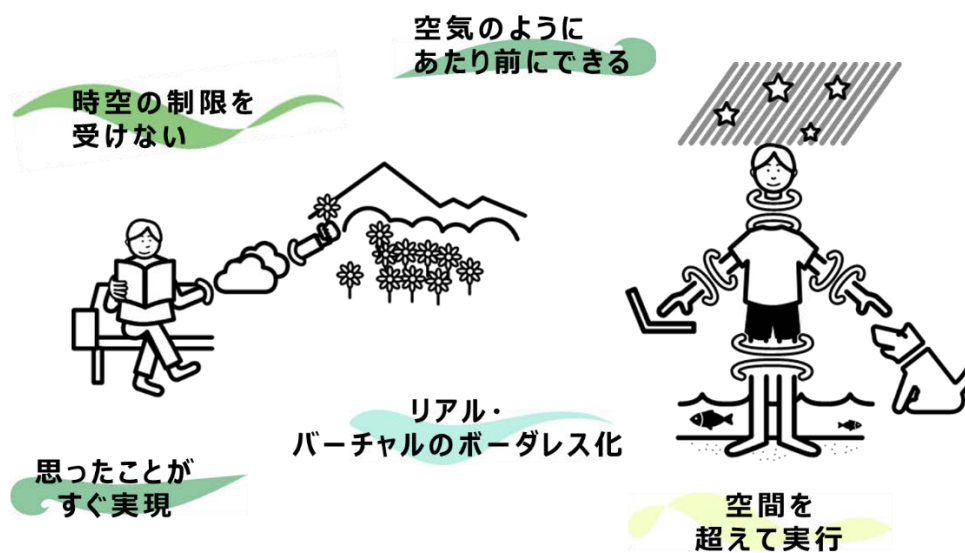 空気のように
あたり前にできる
時空の制限を
受けない
リアル・
バーチャルのボーダレス化
思ったことが
すぐ実現
空間を
超えて実行